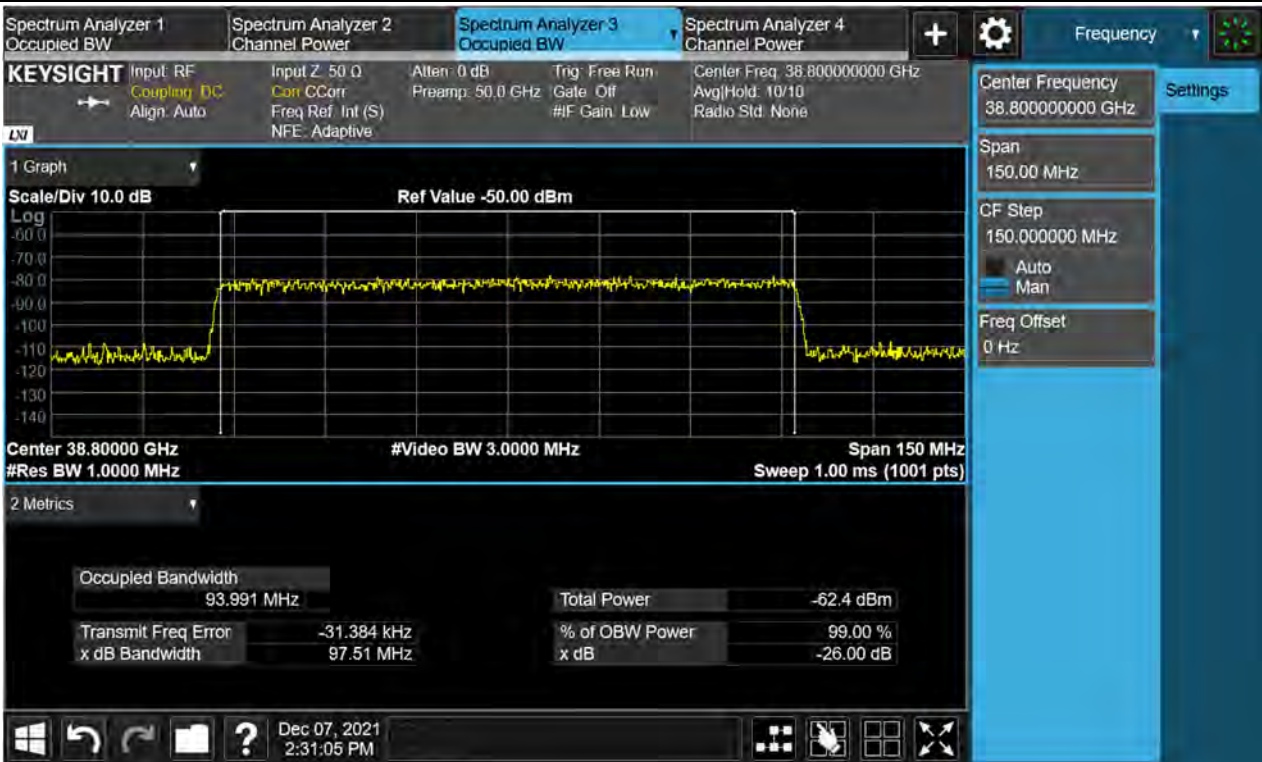 Spectrum Analyzer 1
Occupied BW
Spectrum Analyzer 2
Channel Power
Spectrum Analyzer 3
Occupied BW
Spectrum Analyzer 4
Channel Power
+
Frequency
KEYSIGHT
LXI
Input: RF
Coupling: DC
Align: Auto
Input Z: 50 Ω
Corr CCorr
Freq Ref: Int (S)
NFE: Adaptive
Atten: 0 dB
Preamp: 50.0 GHz
Trig: Free Run
Gate: Off
#IF Gain: Low
Center Freq: 38.800000000 GHz
Avg|Hold: 10/10
Radio Std: None
Center Frequency
38.800000000 GHz
Settings
Span
150.00 MHz
CF Step
150.000000 MHz
Auto
Man
Freq Offset
0 Hz
1 Graph
Scale/Div 10.0 dB
Ref Value -50.00 dBm
Log
-60.0
-70.0
-80.0
-90.0
-100
-110
-120
-130
-140
Center 38.80000 GHz
#Video BW 3.0000 MHz
Span 150 MHz
#Res BW 1.0000 MHz
Sweep 1.00 ms (1001 pts)
2 Metrics
Occupied Bandwidth
93.991 MHz
Total Power -62.4 dBm
Transmit Freq Error -31.384 kHz
% of OBW Power 99.00 %
x dB Bandwidth 97.51 MHz
x dB -26.00 dB
?
Dec 07, 2021
2:31:05 PM